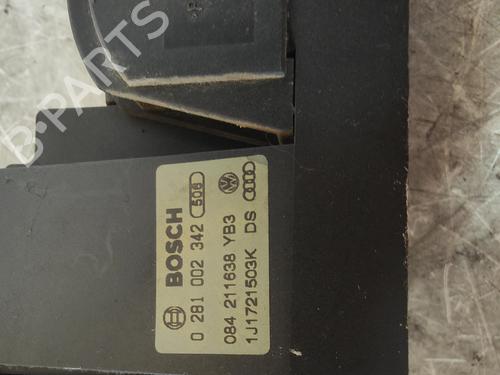 B-PARTS
BOSCH
0 281 002 342 506
084 211638 YB3 DS
1J1721503K